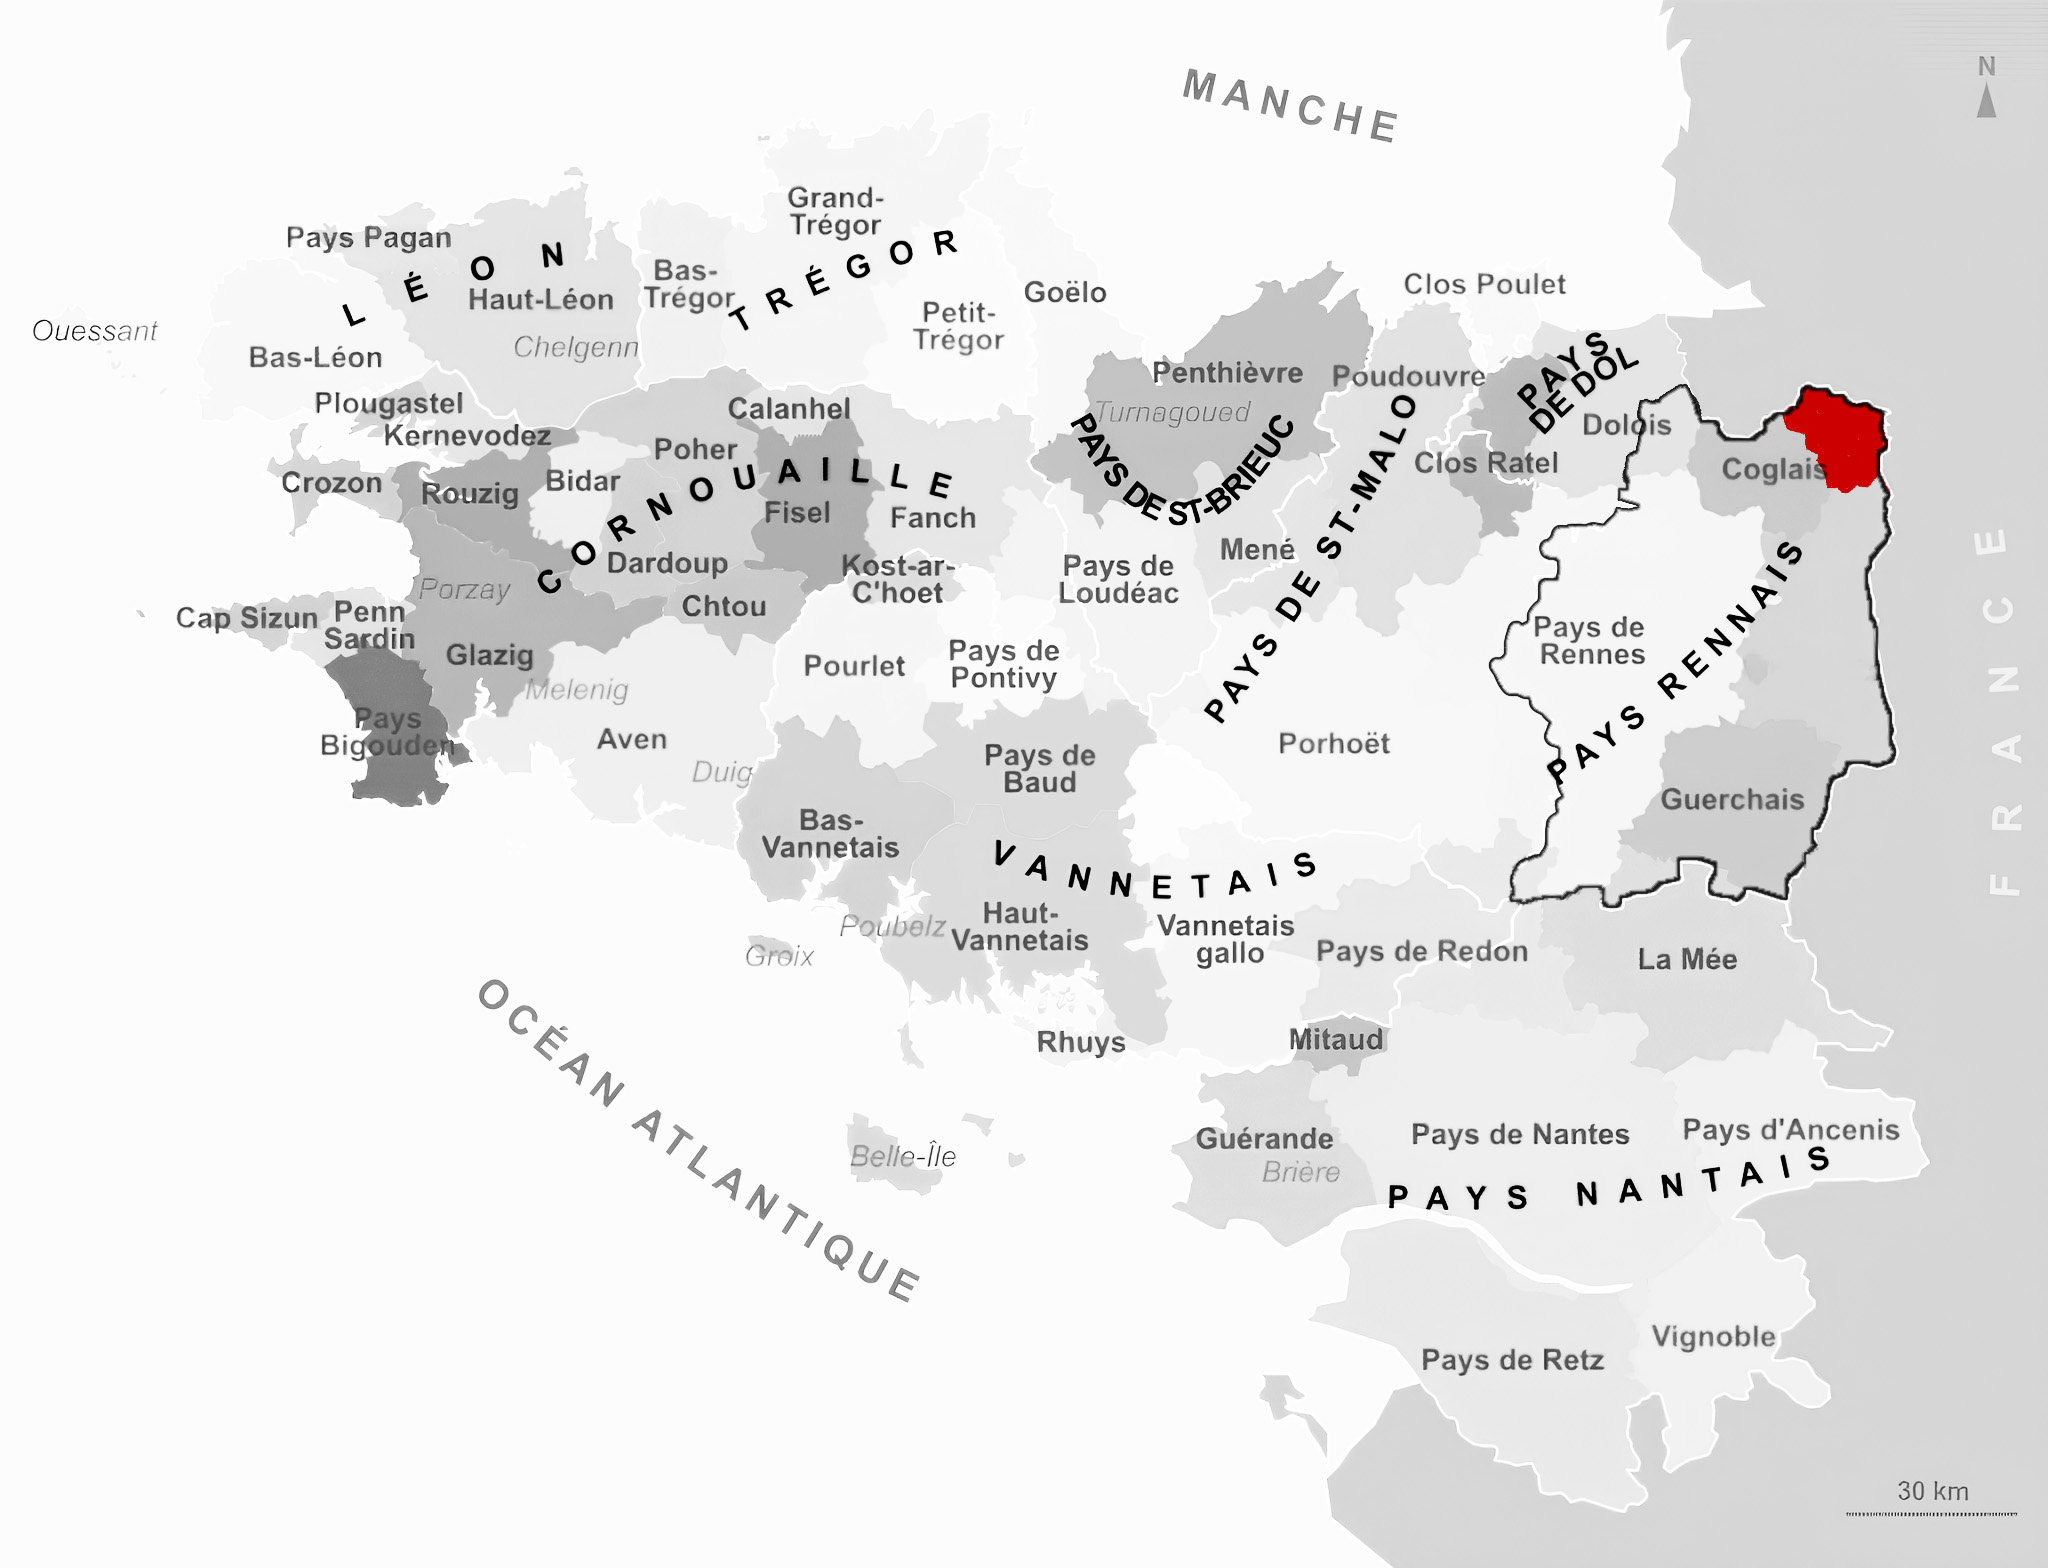 MANCHE
N
Grand-
Trégor
Pays Pagan
LÉON
Haut-Léon
Bas-
Trégor
TRÉGOR
Goëlo
Clos Poulet
Petit-
Trégor
Ouessant
Chelgenn
Bas-Léon
Penthièvre
Poudouvre
PAYS
DE DOL
Plougastel
Calanhel
Turnagoued
Dolois
Kernevodez
Poher
PAYS DE ST-BRIEUC
PAYS DE ST-MALO
Clos Ratel
Coglais
Crozon
Rouzig
Bidar
CORNOUAILLE
Fisel
Fanch
Mené
Dardoup
Kost-ar-
C'hoet
Pays de
Loudéac
Porzay
Chtou
Cap Sizun
Penn
Sardin
Pays de
Rennes
PAYS RENNAIS
FRANCE
Glazig
Pourlet
Pays de
Pontivy
Melenig
Pays
Bigouden
Aven
Porhoët
Duig
Pays de
Baud
Guerchais
Bas-
Vannetais
VANNETAIS
Poubelz
Haut-
Vannetais
Vannetais
gallo
Pays de Redon
La Mée
Groix
OCÉAN ATLANTIQUE
Rhuys
Mitaud
Guérande
Pays de Nantes
Pays d'Ancenis
Belle-Île
Brière
PAYS NANTAIS
Pays de Retz
Vignoble
30 km